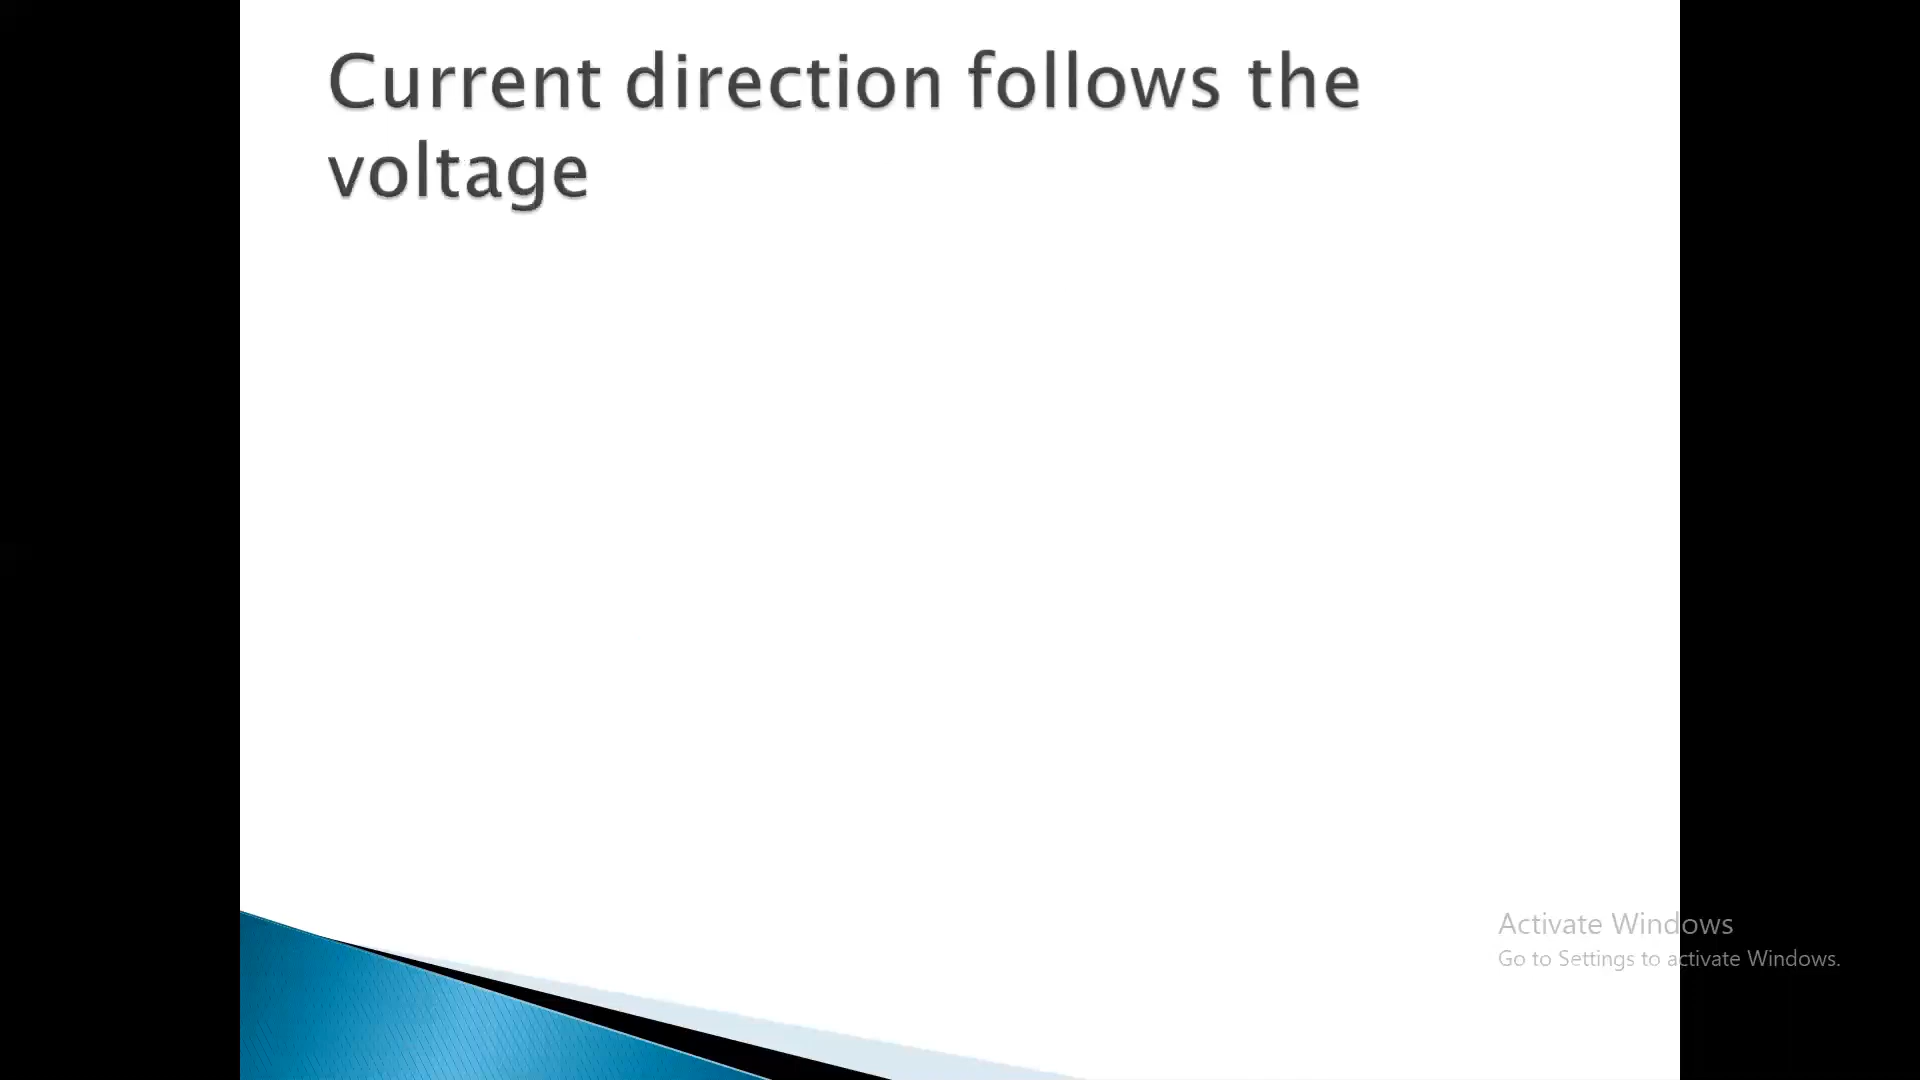 Current direction follows the
voltage
Activate Windows
Go to Settings to activate Windows.